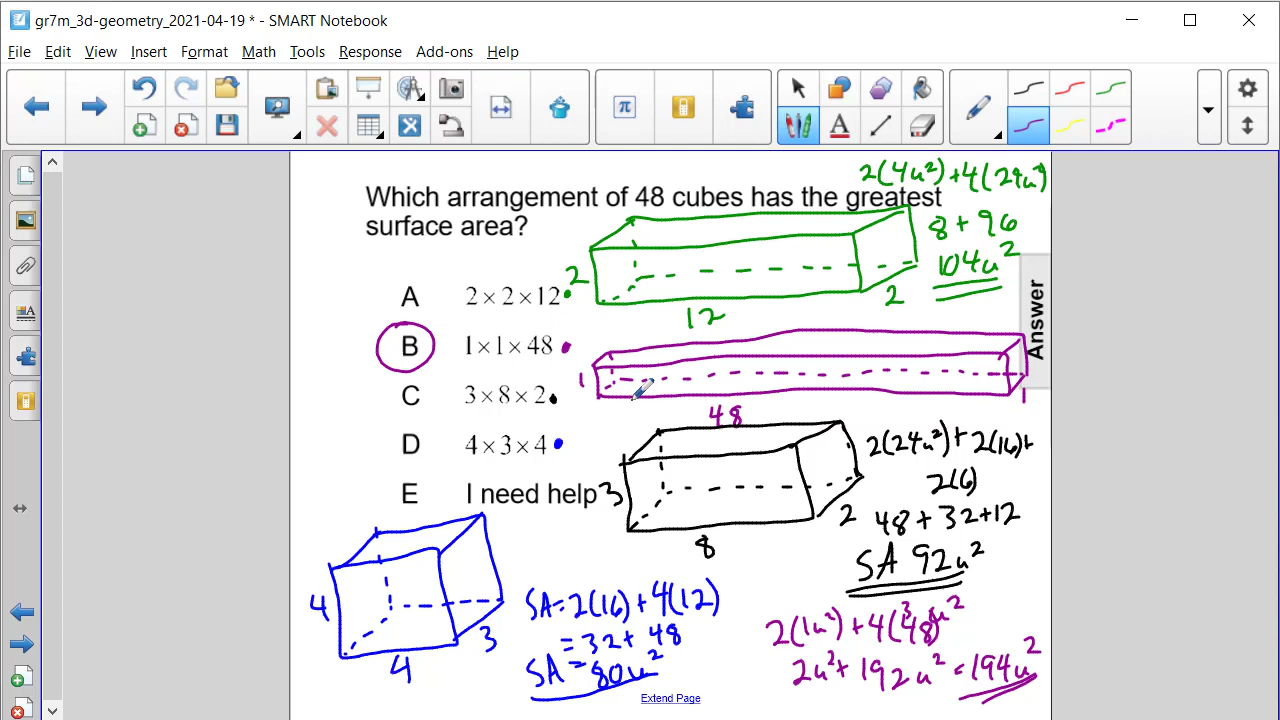 gr7m_3d-geometry_2021-04-19 * - SMART Notebook
File Edit View Insert Format Math Tools Response Add-ons Help
2(4u²)+4(24u²)
Which arrangement of 48 cubes has the greatest
surface area?
8 + 96
104u²
A 2 × 2 × 12
2
12
2
Answer
B 1 × 1 × 48
1
48
1
C 3 × 8 × 2
D 4 × 3 × 4
E I need help
3
8
2
2(24u²) + 2(16)+
2(6)
48 + 32+12
SA 92u²
4
4
3
SA = 2(16) + 4(12)
= 32 + 48
SA = 80u²
2(1u²) + 4(48)u²
2u² + 192u² = 194u²
Extend Page